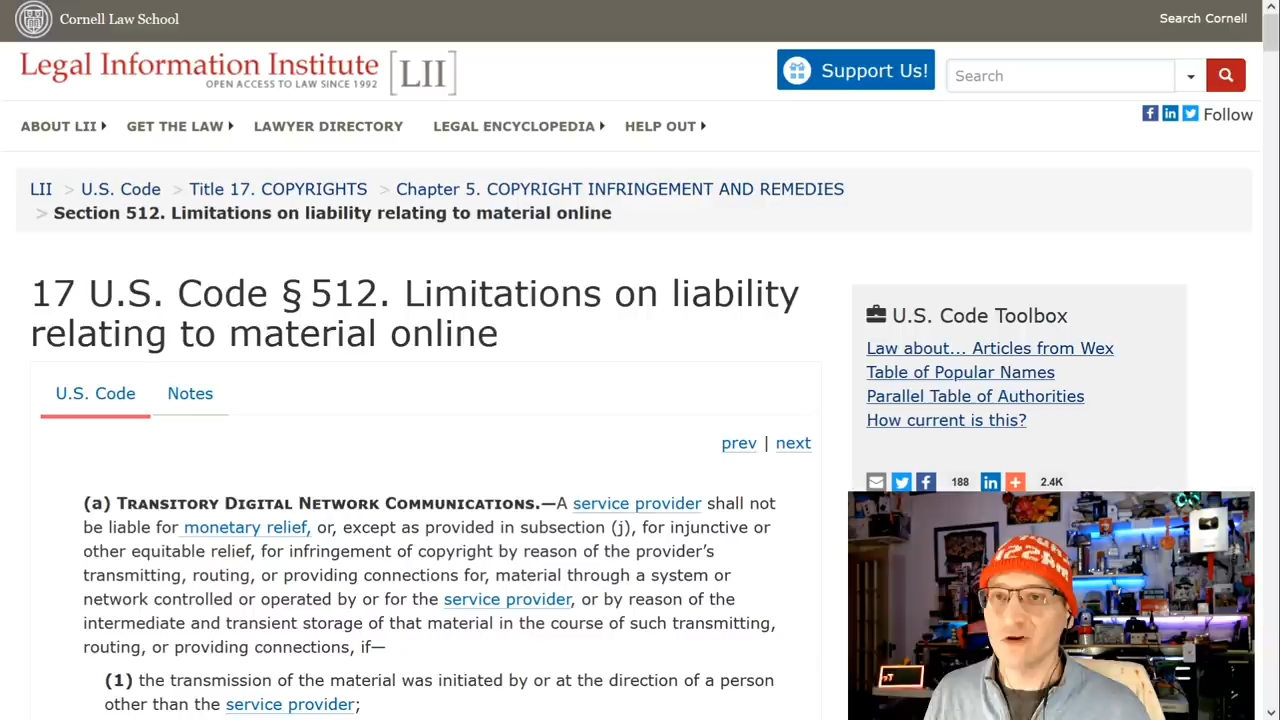 Cornell Law School
Search Cornell
Legal Information Institute [LII]
OPEN ACCESS TO LAW SINCE 1992
Support Us!
Search
Follow
ABOUT LII GET THE LAW LAWYER DIRECTORY LEGAL ENCYCLOPEDIA HELP OUT
LII > U.S. Code > Title 17. COPYRIGHTS > Chapter 5. COPYRIGHT INFRINGEMENT AND REMEDIES
> Section 512. Limitations on liability relating to material online
17 U.S. Code § 512. Limitations on liability
relating to material online
U.S. Code Notes
prev | next
(a) TRANSITORY DIGITAL NETWORK COMMUNICATIONS.—A service provider shall not
be liable for monetary relief, or, except as provided in subsection (j), for injunctive or
other equitable relief, for infringement of copyright by reason of the provider's
transmitting, routing, or providing connections for, material through a system or
network controlled or operated by or for the service provider, or by reason of the
intermediate and transient storage of that material in the course of such transmitting,
routing, or providing connections, if—
(1) the transmission of the material was initiated by or at the direction of a person
other than the service provider;
U.S. Code Toolbox
Law about... Articles from Wex
Table of Popular Names
Parallel Table of Authorities
How current is this?
188 2.4K